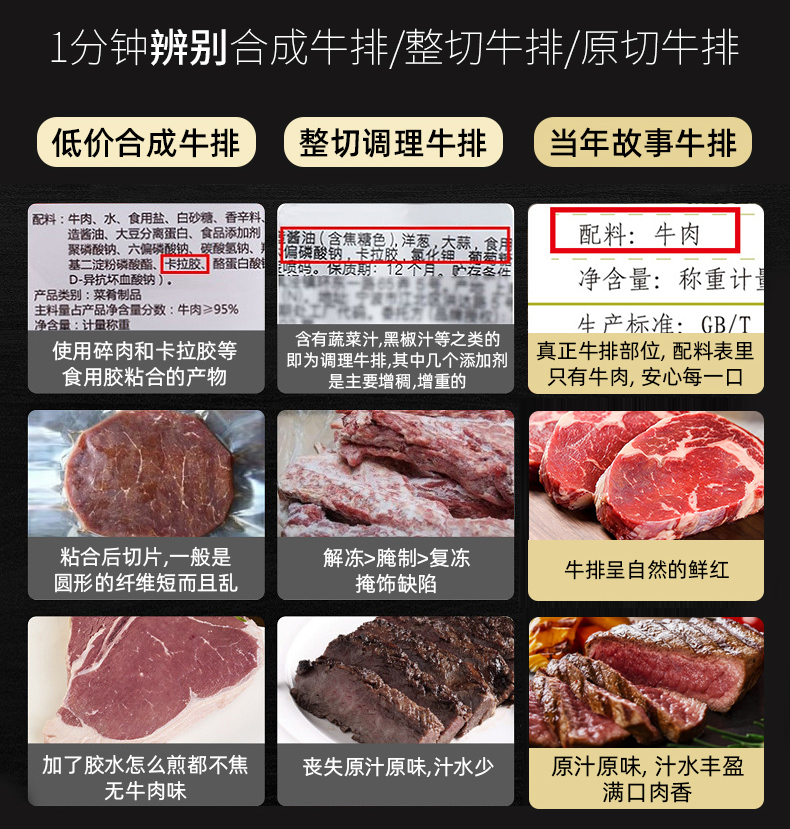 1分钟辨别合成牛排/整切牛排/原切牛排
低价合成牛排
整切调理牛排
当年故事牛排
配料：牛肉、水、食用盐、白砂糖、香辛料、
造酱油、大豆分离蛋白、食品添加剂
聚磷酸钠、六偏磷酸钠、碳酸氢钠、
基二淀粉磷酸酯、卡拉胶、酪蛋白酸
D-异抗坏血酸钠）。
产品类别：菜肴制品
主料量占产品净含量分数：牛肉≥95%
净含量：计量称重
使用碎肉和卡拉胶等
食用胶粘合的产物
酱油（含焦糖色），洋葱，大蒜，食用
偏磷酸钠，卡拉胶，氯化钾，葡萄糖
喷码。保质期：12个月。贮存条件
含有蔬菜汁,黑椒汁等之类的
即为调理牛排,其中几个添加剂
是主要增稠,增重的
配料：牛肉
净含量：称重计量
生产标准：GB/T
真正牛排部位, 配料表里
只有牛肉, 安心每一口
粘合后切片,一般是
圆形的纤维短而且乱
解冻>腌制>复冻
掩饰缺陷
牛排呈自然的鲜红
加了胶水怎么煎都不焦
无牛肉味
丧失原汁原味,汁水少
原汁原味, 汁水丰盈
满口肉香